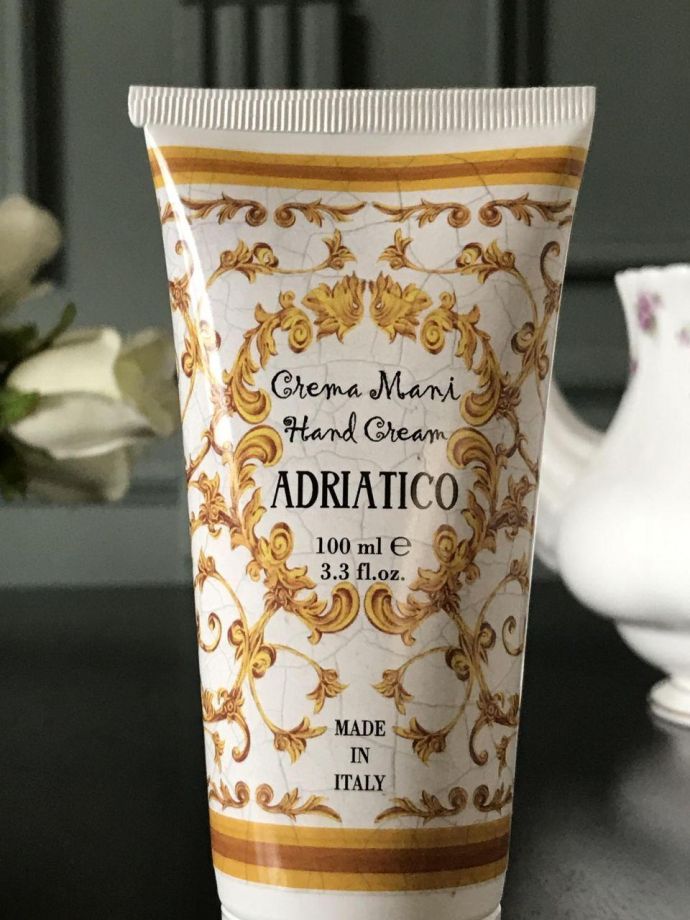 Crema Mani
Hand Cream
ADRIATICO
100 ml ℮
3.3 fl.oz.
MADE
IN
ITALY